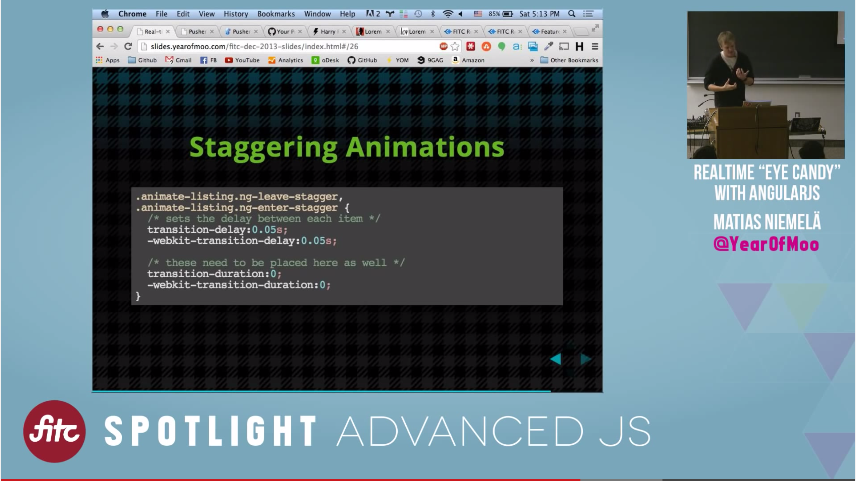 Chrome File Edit View History Bookmarks Window Help 2 85% Sat 5:13 PM
Real-t Pusher Pusher Your P Harry Lorem Lorem FITC R FITC R Featur
slides.yearofmoo.com/fitc-dec-2013-slides/index.html#/26
Apps Github Gmail FB YouTube Analytics oDesk GitHub YOM 9GAG Amazon » Other Bookmarks
Staggering Animations
.animate-listing.ng-leave-stagger,
.animate-listing.ng-enter-stagger {
/* sets the delay between each item */
transition-delay:0.05s;
-webkit-transition-delay:0.05s;
/* these need to be placed here as well */
transition-duration:0;
-webkit-transition-duration:0;
}
REALTIME “EYE CANDY”
WITH ANGULARJS
MATIAS NIEMELÄ
@YearOfMoo
fitc SPOTLIGHT ADVANCED JS